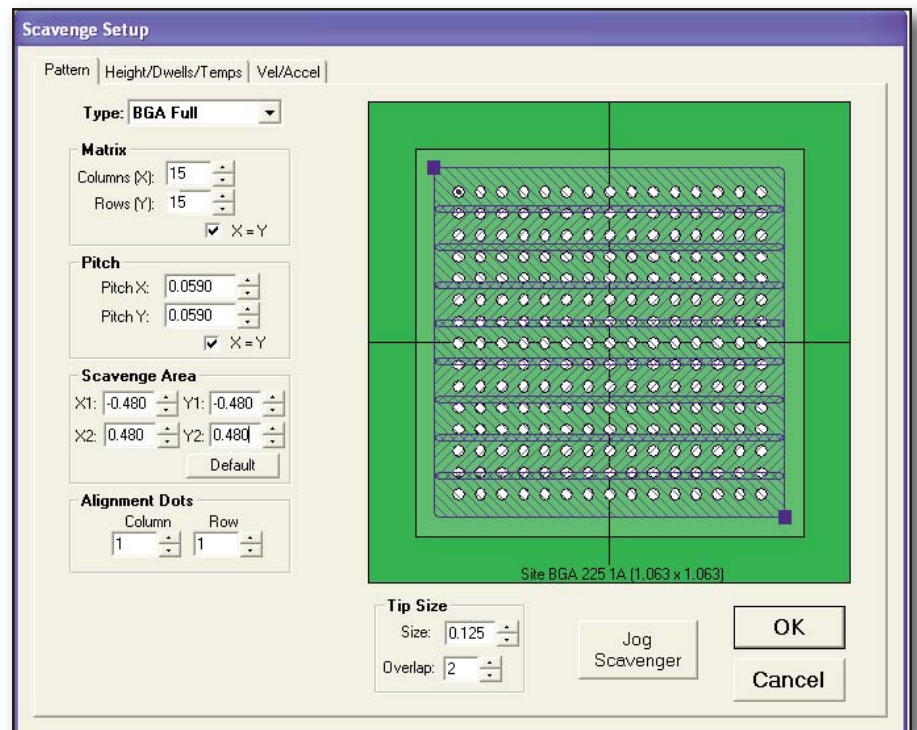 Scavenge Setup
Pattern Height/Dwells/Temps Vel/Accel
Type: BGA Full
Matrix
Columns (X): 15
Rows (Y): 15
X = Y
Pitch
Pitch X: 0.0590
Pitch Y: 0.0590
X = Y
Scavenge Area
X1: -0.480 Y1: -0.480
X2: 0.480 Y2: 0.480
Default
Alignment Dots
Column Row
1 1
Site BGA 225 1A (1.063 x 1.063)
Tip Size
Size: 0.125
Overlap: 2
Jog
Scavenger
OK
Cancel